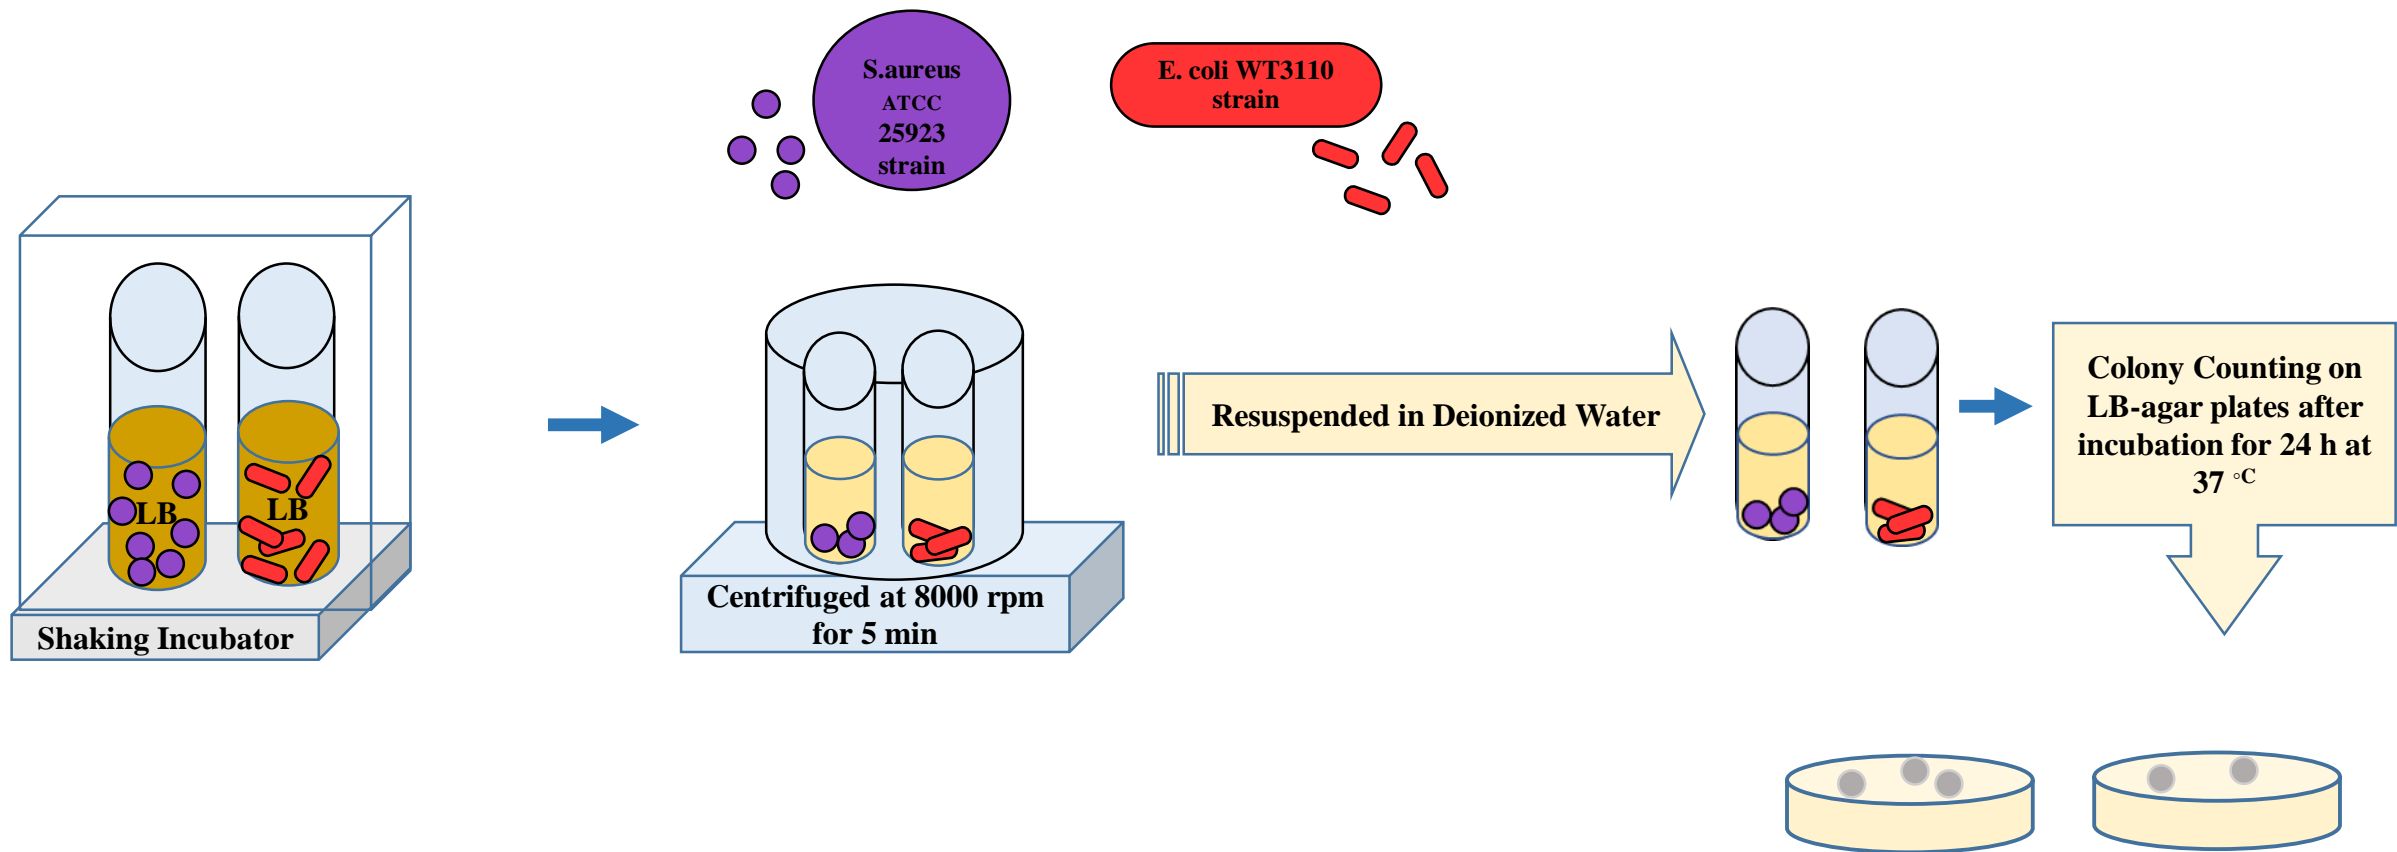 S.aureus
ATCC
25923
strain
E. coli WT3110
strain
LB
LB
Shaking Incubator
Centrifuged at 8000 rpm
for 5 min
Resuspended in Deionized Water
Colony Counting on
LB-agar plates after
incubation for 24 h at
37 °C